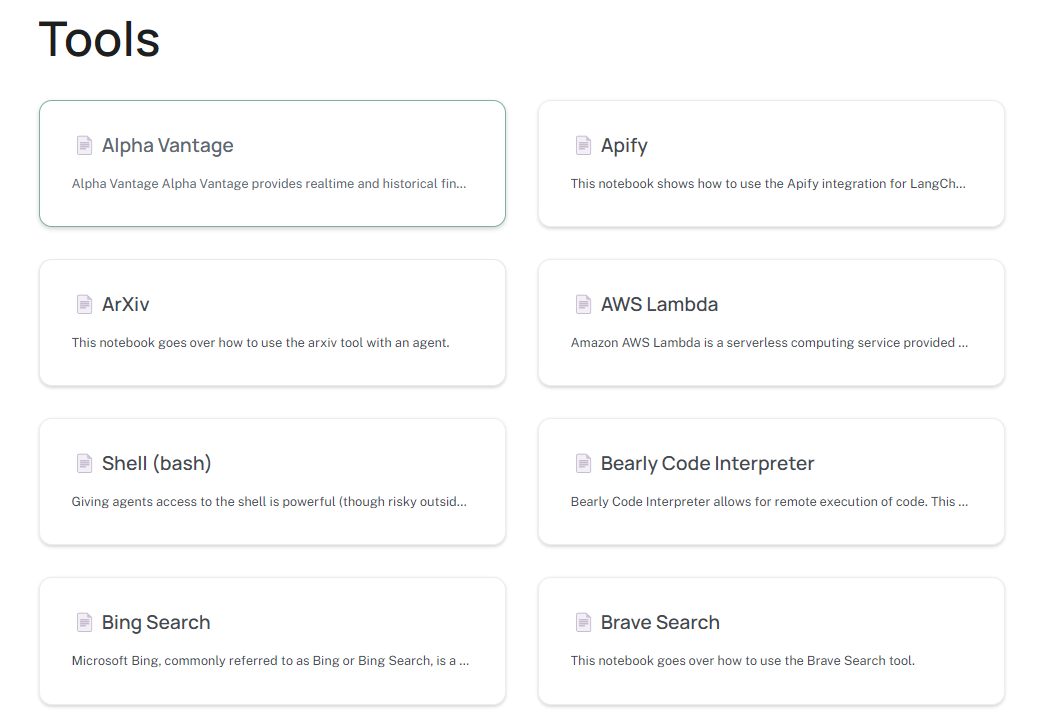 Tools
Alpha Vantage
Alpha Vantage Alpha Vantage provides realtime and historical fin...
Apify
This notebook shows how to use the Apify integration for LangCh...
ArXiv
This notebook goes over how to use the arxiv tool with an agent.
AWS Lambda
Amazon AWS Lambda is a serverless computing service provided ...
Shell (bash)
Giving agents access to the shell is powerful (though risky outsid...
Bearly Code Interpreter
Bearly Code Interpreter allows for remote execution of code. This ...
Bing Search
Microsoft Bing, commonly referred to as Bing or Bing Search, is a ...
Brave Search
This notebook goes over how to use the Brave Search tool.